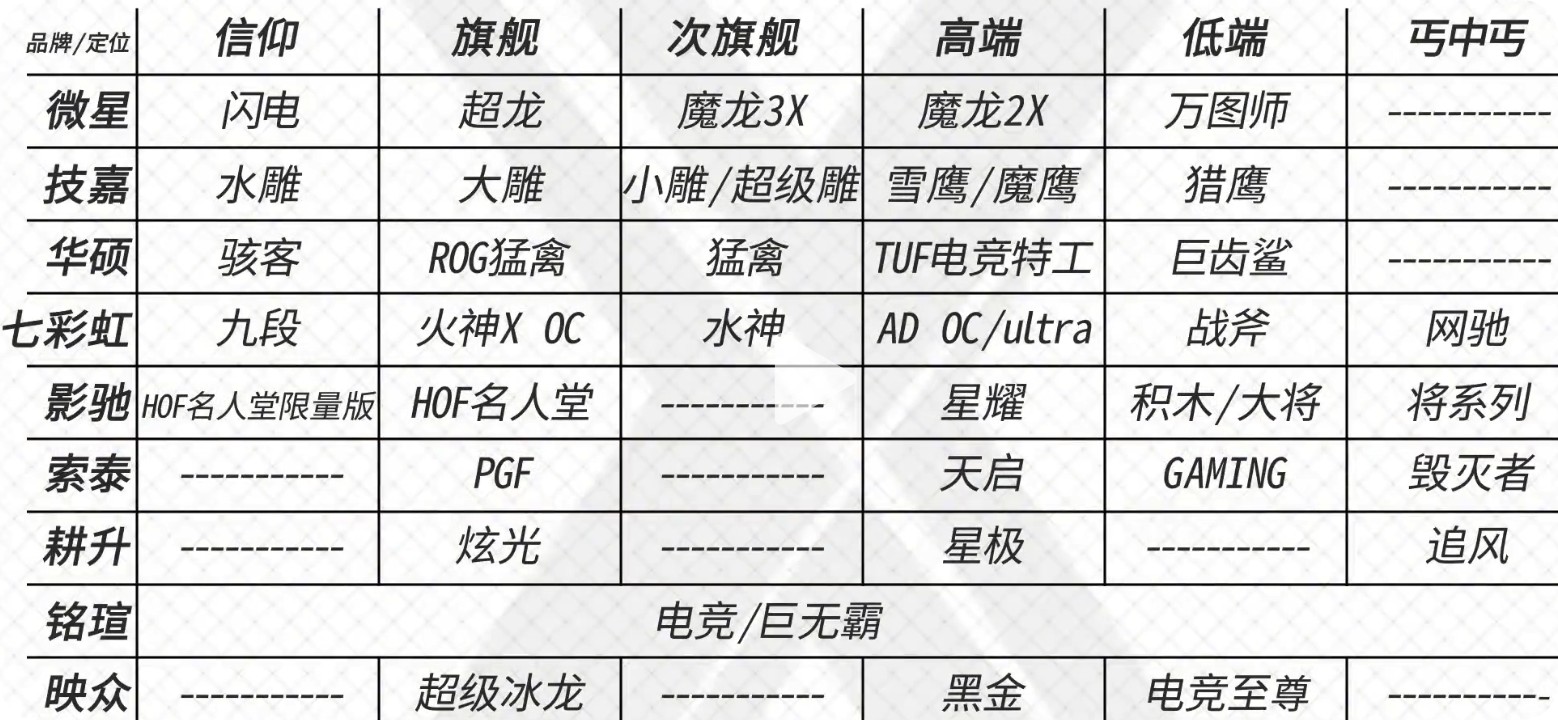 品牌/定位 信仰 旗舰 次旗舰 高端 低端 丐中丐
微星 闪电 超龙 魔龙3X 魔龙2X 万图师 -----------
技嘉 水雕 大雕 小雕/超级雕 雪鹰/魔鹰 猎鹰 -----------
华硕 骇客 ROG猛禽 猛禽 TUF电竞特工 巨齿鲨 -----------
七彩虹 九段 火神X OC 水神 AD OC/ultra 战斧 网驰
影驰 HOF名人堂限量版 HOF名人堂 ----------- 星耀 积木/大将 将系列
索泰 ----------- PGF ----------- 天启 GAMING 毁灭者
耕升 ----------- 炫光 ----------- 星极 ----------- 追风
铭瑄 电竞/巨无霸
映众 ----------- 超级冰龙 ----------- 黑金 电竞至尊 -----------